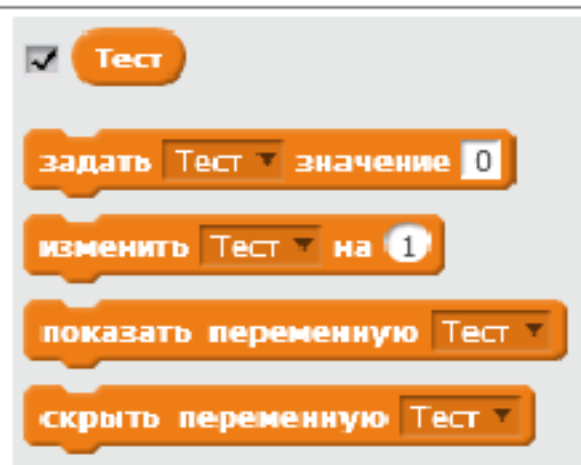 Тест
задать Тест значение 0
изменить Тест на 1
показать переменную Тест
скрыть переменную Тест